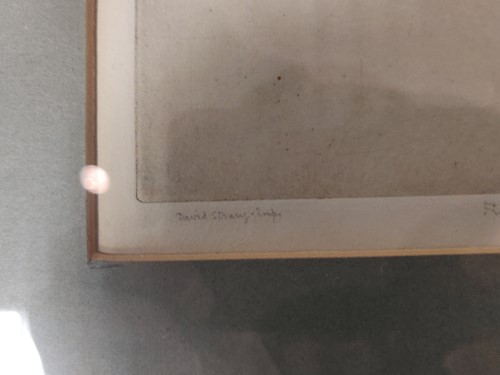 David Strang · Imp.